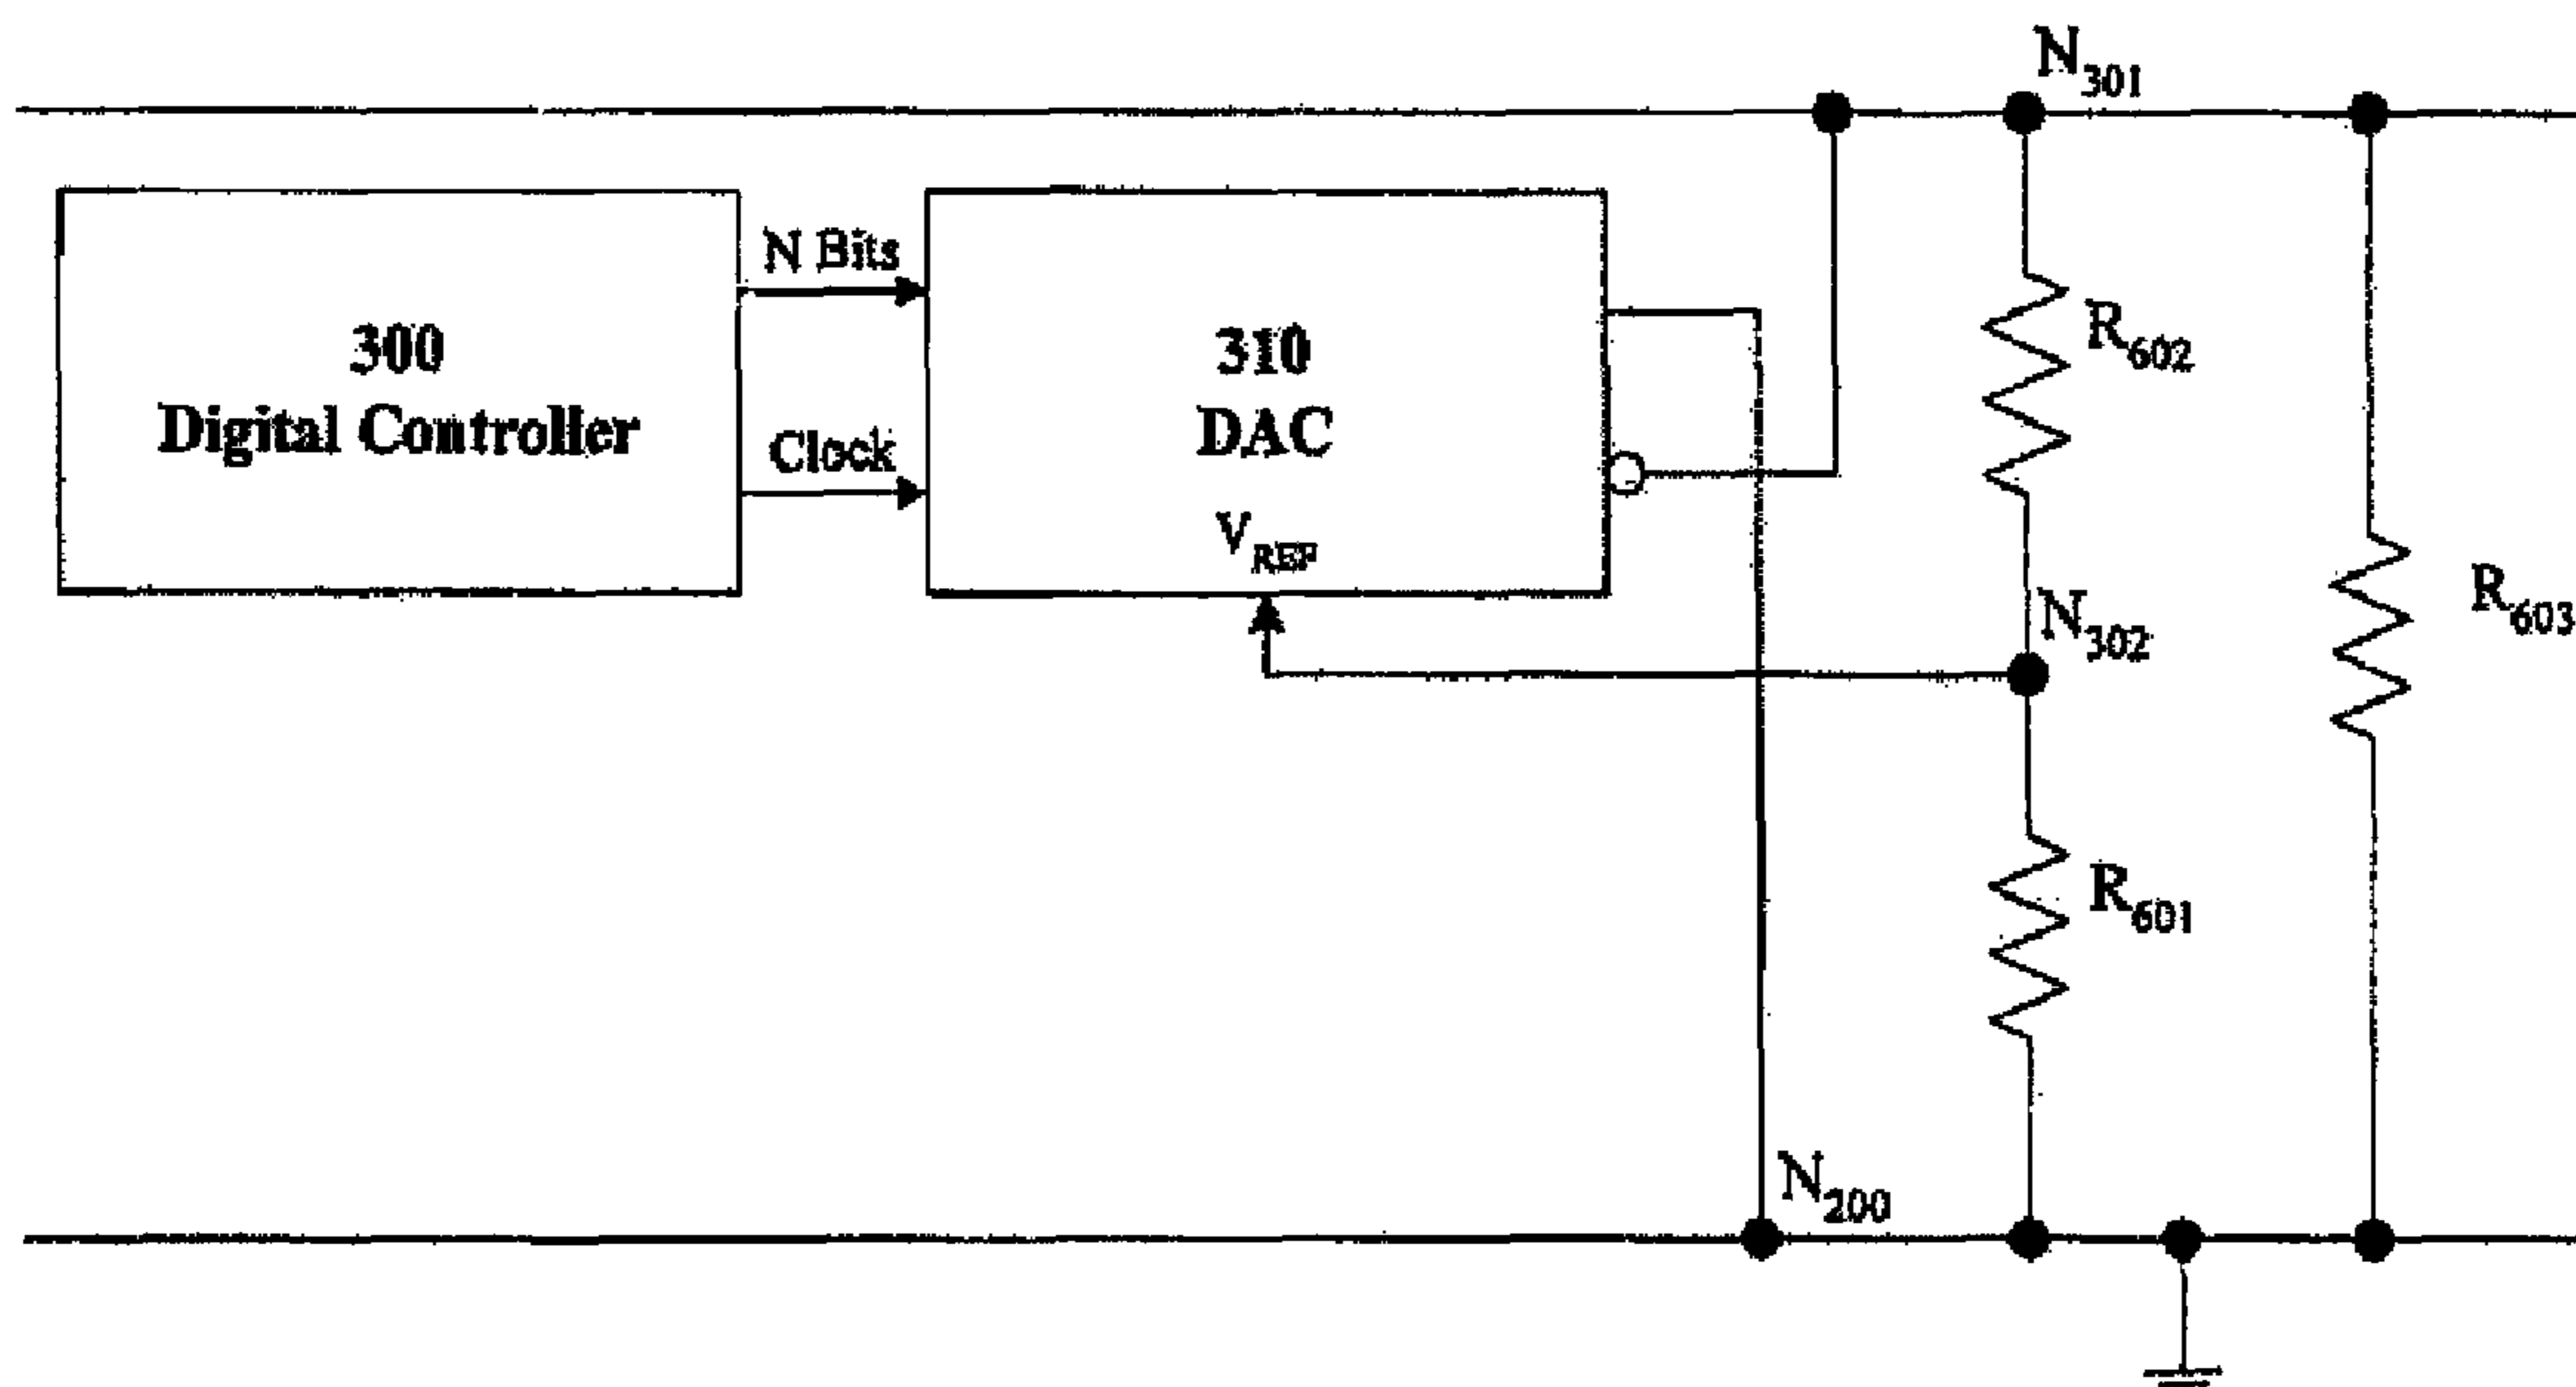 N301
N Bits
300
Digital Controller
Clock
310
DAC
VREF
R602
N302
R603
R601
N200